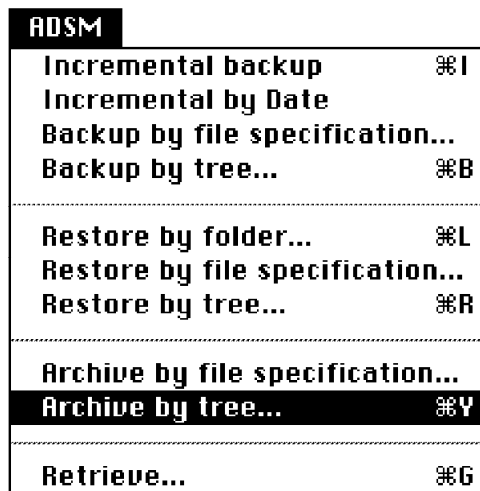 ADSM
Incremental backup ⌘I
Incremental by Date
Backup by file specification...
Backup by tree... ⌘B
Restore by folder... ⌘L
Restore by file specification...
Restore by tree... ⌘R
Archive by file specification...
Archive by tree... ⌘Y
Retrieve... ⌘G